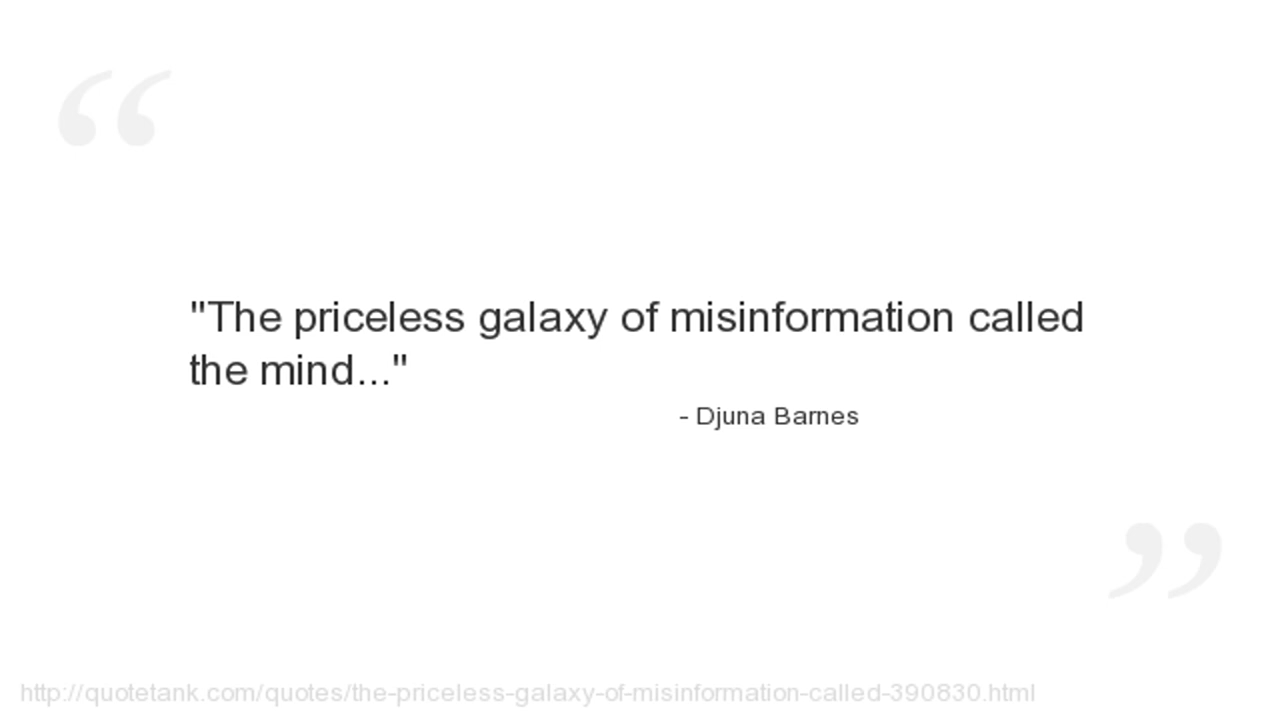 "The priceless galaxy of misinformation called
the mind..."
- Djuna Barnes
http://quotetank.com/quotes/the-priceless-galaxy-of-misinformation-called-390830.html